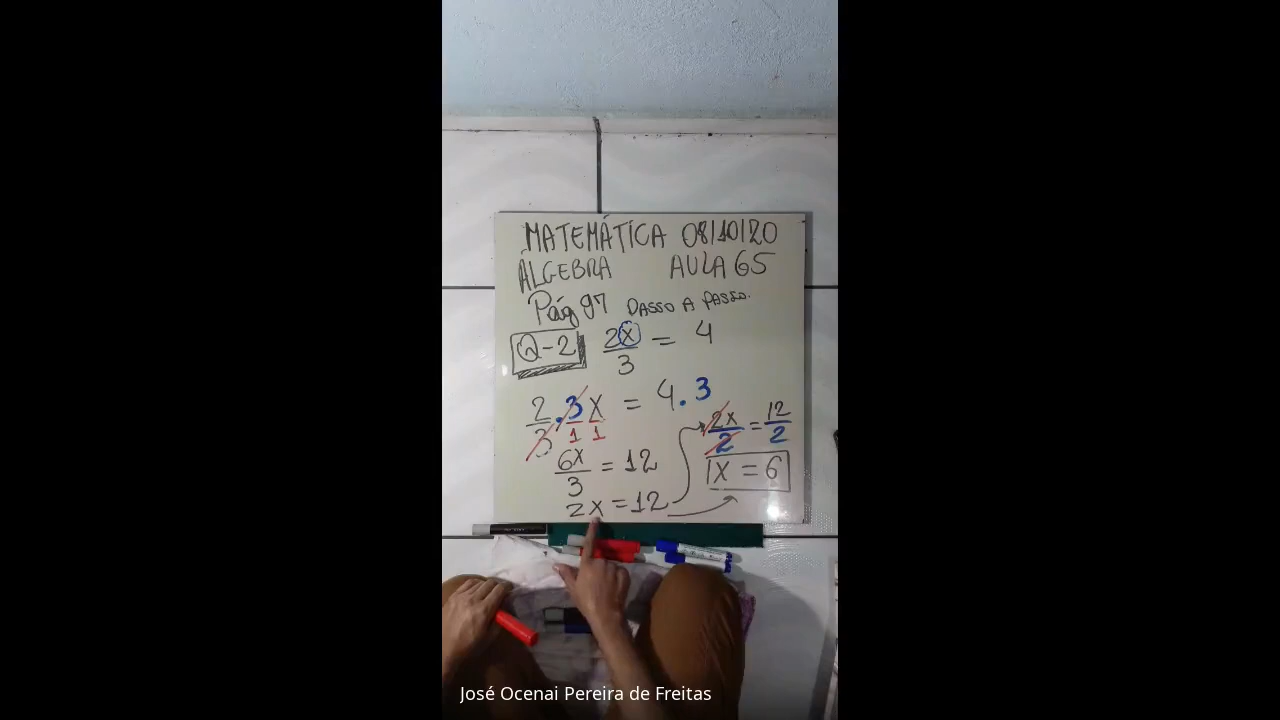 MATEMÁTICA 08/10/20
ÁLGEBRA AULA 65
Pág 97 PASSO A PASSO.
Q-2 2x/3 = 4
2/3 . 3/1 x/1 = 4.3
6x/3 = 12
2x = 12
2x/2 = 12/2
x = 6
José Ocenai Pereira de Freitas